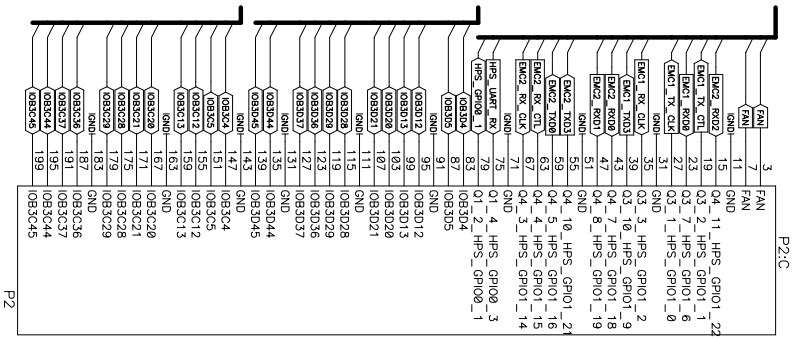 P2:C
FAN 3 FAN
FAN 7 FAN
GND 11 GND
EMC2_RXD2 15 Q4_11_HPS_GPIO1_22
EMC1_TX_CTL 19 Q3_2_HPS_GPIO1_1
EMC1_RXD0 23 Q3_7_HPS_GPIO1_6
EMC1_TX_CLK 27 Q3_1_HPS_GPIO1_0
GND 31 GND
EMC1_RX_CLK 35 Q3_3_HPS_GPIO1_2
EMC1_TXD3 39 Q3_10_HPS_GPIO1_9
EMC2_RXD0 43 Q4_7_HPS_GPIO1_18
EMC2_RXD1 47 Q4_8_HPS_GPIO1_19
GND 51 GND
EMC2_TXD3 55 Q4_10_HPS_GPIO1_21
EMC2_TXD0 59 Q4_5_HPS_GPIO1_16
EMC2_RX_CTL 63 Q4_4_HPS_GPIO1_15
EMC2_RX_CLK 67 Q4_3_HPS_GPIO1_14
GND 71 GND
HPS_UART_RX 75 Q1_4_HPS_GPIO0_3
HPS_GPIO0_1 79 Q1_2_HPS_GPIO0_1
IOB3D4 83 IOB3D4
IOB3D5 87 IOB3D5
GND 91 GND
IOB3D12 95 IOB3D12
IOB3D13 99 IOB3D13
IOB3D20 103 IOB3D20
IOB3D21 107 IOB3D21
GND 111 GND
IOB3D28 115 IOB3D28
IOB3D29 119 IOB3D29
IOB3D36 123 IOB3D36
IOB3D37 127 IOB3D37
GND 131 GND
IOB3D44 135 IOB3D44
IOB3D45 139 IOB3D45
GND 143 GND
IOB3C4 147 IOB3C4
IOB3C5 151 IOB3C5
IOB3C12 155 IOB3C12
IOB3C13 159 IOB3C13
GND 163 GND
IOB3C20 167 IOB3C20
IOB3C21 171 IOB3C21
IOB3C28 175 IOB3C28
IOB3C29 179 IOB3C29
GND 183 GND
IOB3C36 187 IOB3C36
IOB3C37 191 IOB3C37
IOB3C44 195 IOB3C44
IOB3C45 199 IOB3C45
P2